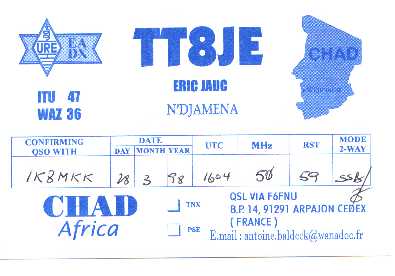 URE
EA
DX
TT8JE
CHAD
ERIC JAUC
ITU 47
WAZ 36
N'DJAMENA
CONFIRMING QSO WITH
DATE
DAY MONTH YEAR
UTC
MHz
RST
MODE 2-WAY
IK8MKK 28 3 98 1604 50 59 SSB
CHAD
Africa
TNX
PSE
QSL VIA F6FNU
B.P. 14, 91291 ARPAJON CEDEX
( FRANCE )
E.mail : antoine.baldeck@wanadoo.fr